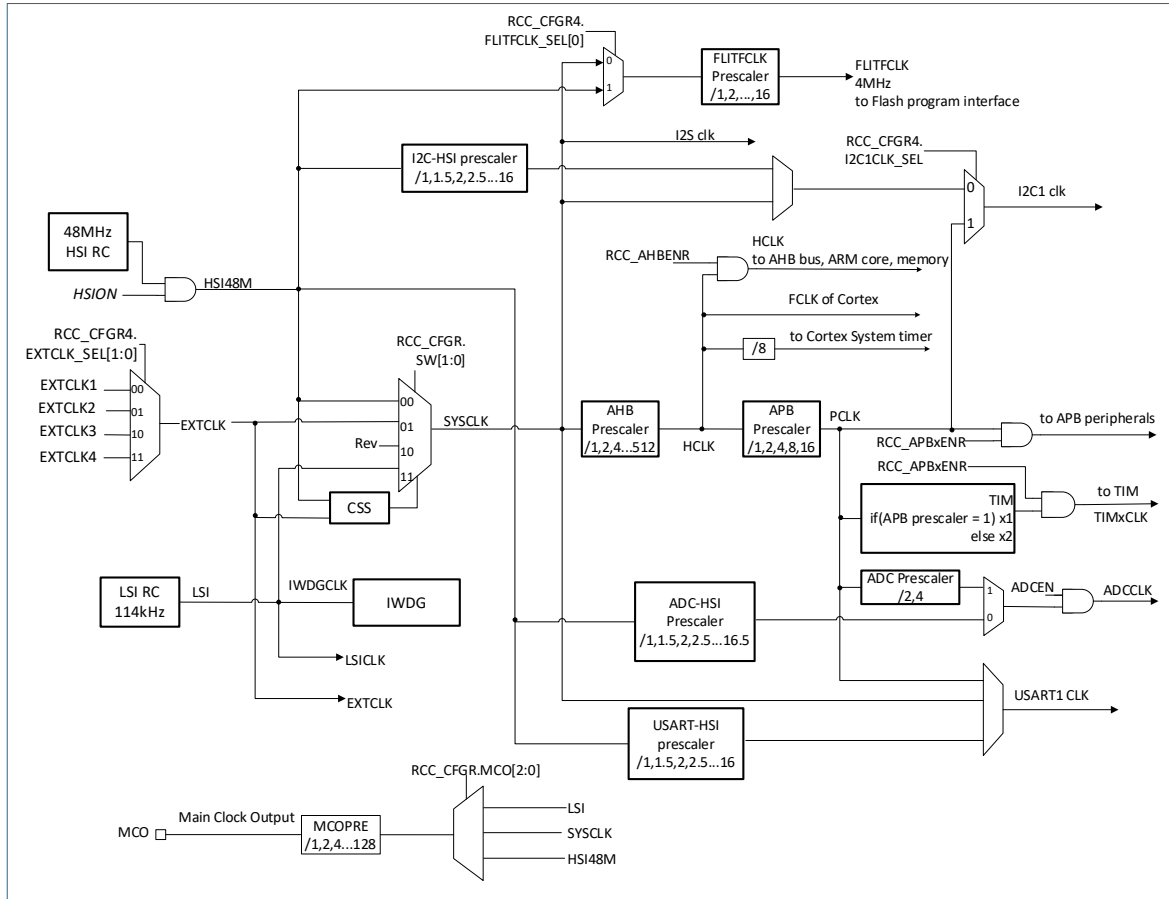 RCC_CFGR4.
FLITFCLK_SEL[0]
0
1
FLITFCLK
Prescaler
/1,2,...,16
FLITFCLK
4MHz
to Flash program interface
I2S clk
I2C-HSI prescaler
/1,1.5,2,2.5...16
RCC_CFGR4.
I2C1CLK_SEL
0
1
I2C1 clk
48MHz
HSI RC
HSION
HSI48M
RCC_AHBENR
HCLK
to AHB bus, ARM core, memory
FCLK of Cortex
/8
to Cortex System timer
RCC_CFGR4.
EXTCLK_SEL[1:0]
EXTCLK1
EXTCLK2
EXTCLK3
EXTCLK4
00
01
10
11
EXTCLK
RCC_CFGR.
SW[1:0]
00
01
Rev
10
11
SYSCLK
CSS
AHB
Prescaler
/1,2,4...512
HCLK
APB
Prescaler
/1,2,4,8,16
PCLK
RCC_APBxENR
to APB peripherals
RCC_APBxENR
TIM
if(APB prescaler = 1) x1
else x2
to TIM
TIMxCLK
LSI RC
114kHz
LSI
IWDGCLK
IWDG
LSICLK
EXTCLK
ADC Prescaler
/2,4
ADC-HSI
Prescaler
/1,1.5,2,2.5...16.5
1
0
ADCEN
ADCCLK
USART-HSI
prescaler
/1,1.5,2,2.5...16
USART1 CLK
RCC_CFGR.MCO[2:0]
MCO
Main Clock Output
MCOPRE
/1,2,4...128
LSI
SYSCLK
HSI48M